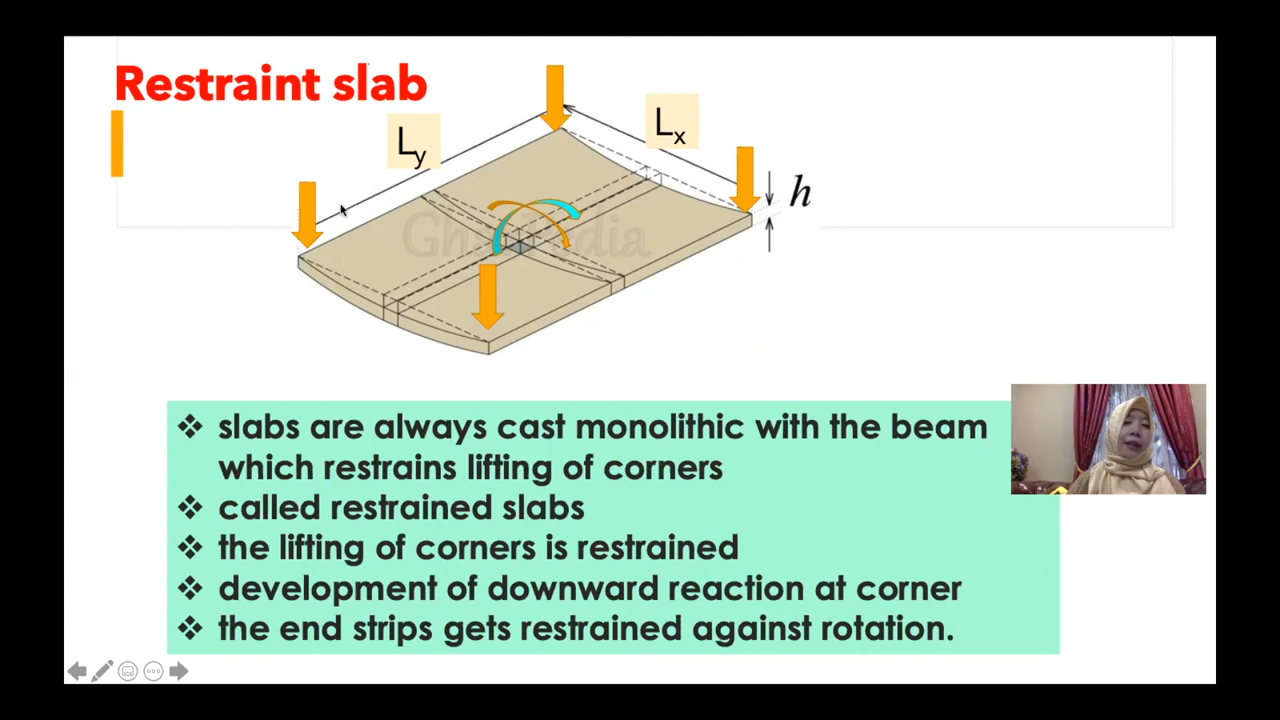 Restraint slab
Ly
Lx
h
❖ slabs are always cast monolithic with the beam
which restrains lifting of corners
❖ called restrained slabs
❖ the lifting of corners is restrained
❖ development of downward reaction at corner
❖ the end strips gets restrained against rotation.